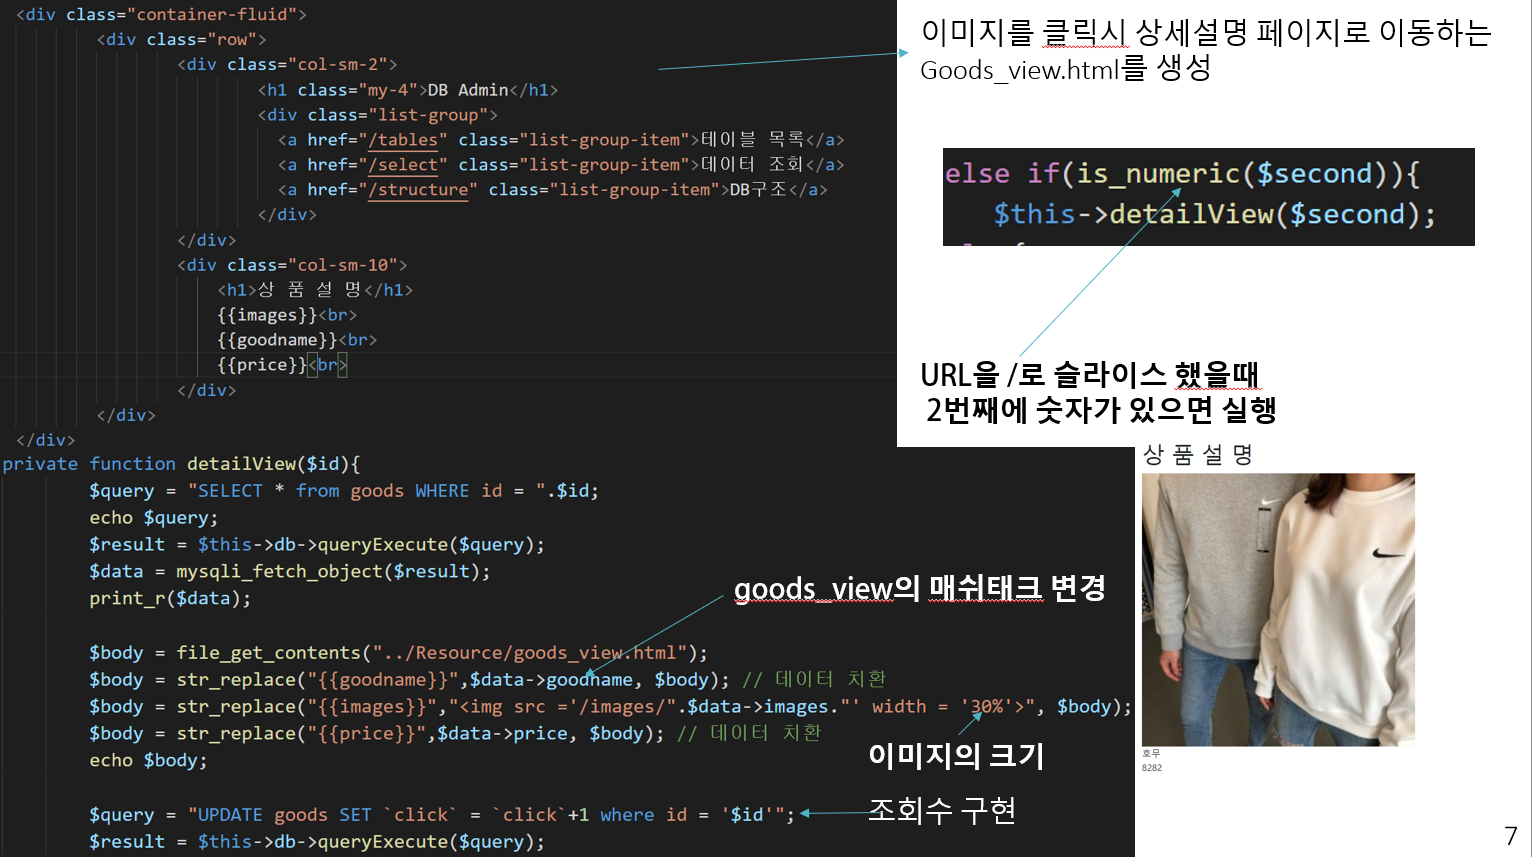 <div class="container-fluid">
<div class="row">
<div class="col-sm-2">
<h1 class="my-4">DB Admin</h1>
<div class="list-group">
<a href="/tables" class="list-group-item">테이블 목록</a>
<a href="/select" class="list-group-item">데이터 조회</a>
<a href="/structure" class="list-group-item">DB구조</a>
</div>
</div>
<div class="col-sm-10">
<h1>상 품 설 명</h1>
{{images}}<br>
{{goodname}}<br>
{{price}}<br>
</div>
</div>
</div>
이미지를 클릭시 상세설명 페이지로 이동하는
Goods_view.html를 생성
else if(is_numeric($second)){
$this->detailView($second);
URL을 /로 슬라이스 했을때
2번째에 숫자가 있으면 실행
private function detailView($id){
$query = "SELECT * from goods WHERE id = ".$id;
echo $query;
$result = $this->db->queryExecute($query);
$data = mysqli_fetch_object($result);
print_r($data);
goods_view의 매쉬태크 변경
$body = file_get_contents("../Resource/goods_view.html");
$body = str_replace("{{goodname}}",$data->goodname, $body); // 데이터 치환
$body = str_replace("{{images}}","<img src ='/images/".$data->images."' width = '30%'>", $body);
$body = str_replace("{{price}}",$data->price, $body); // 데이터 치환
echo $body;
이미지의 크기
$query = "UPDATE goods SET `click` = `click`+1 where id = '$id'";
조회수 구현
$result = $this->db->queryExecute($query);
상 품 설 명
호무
8282
7